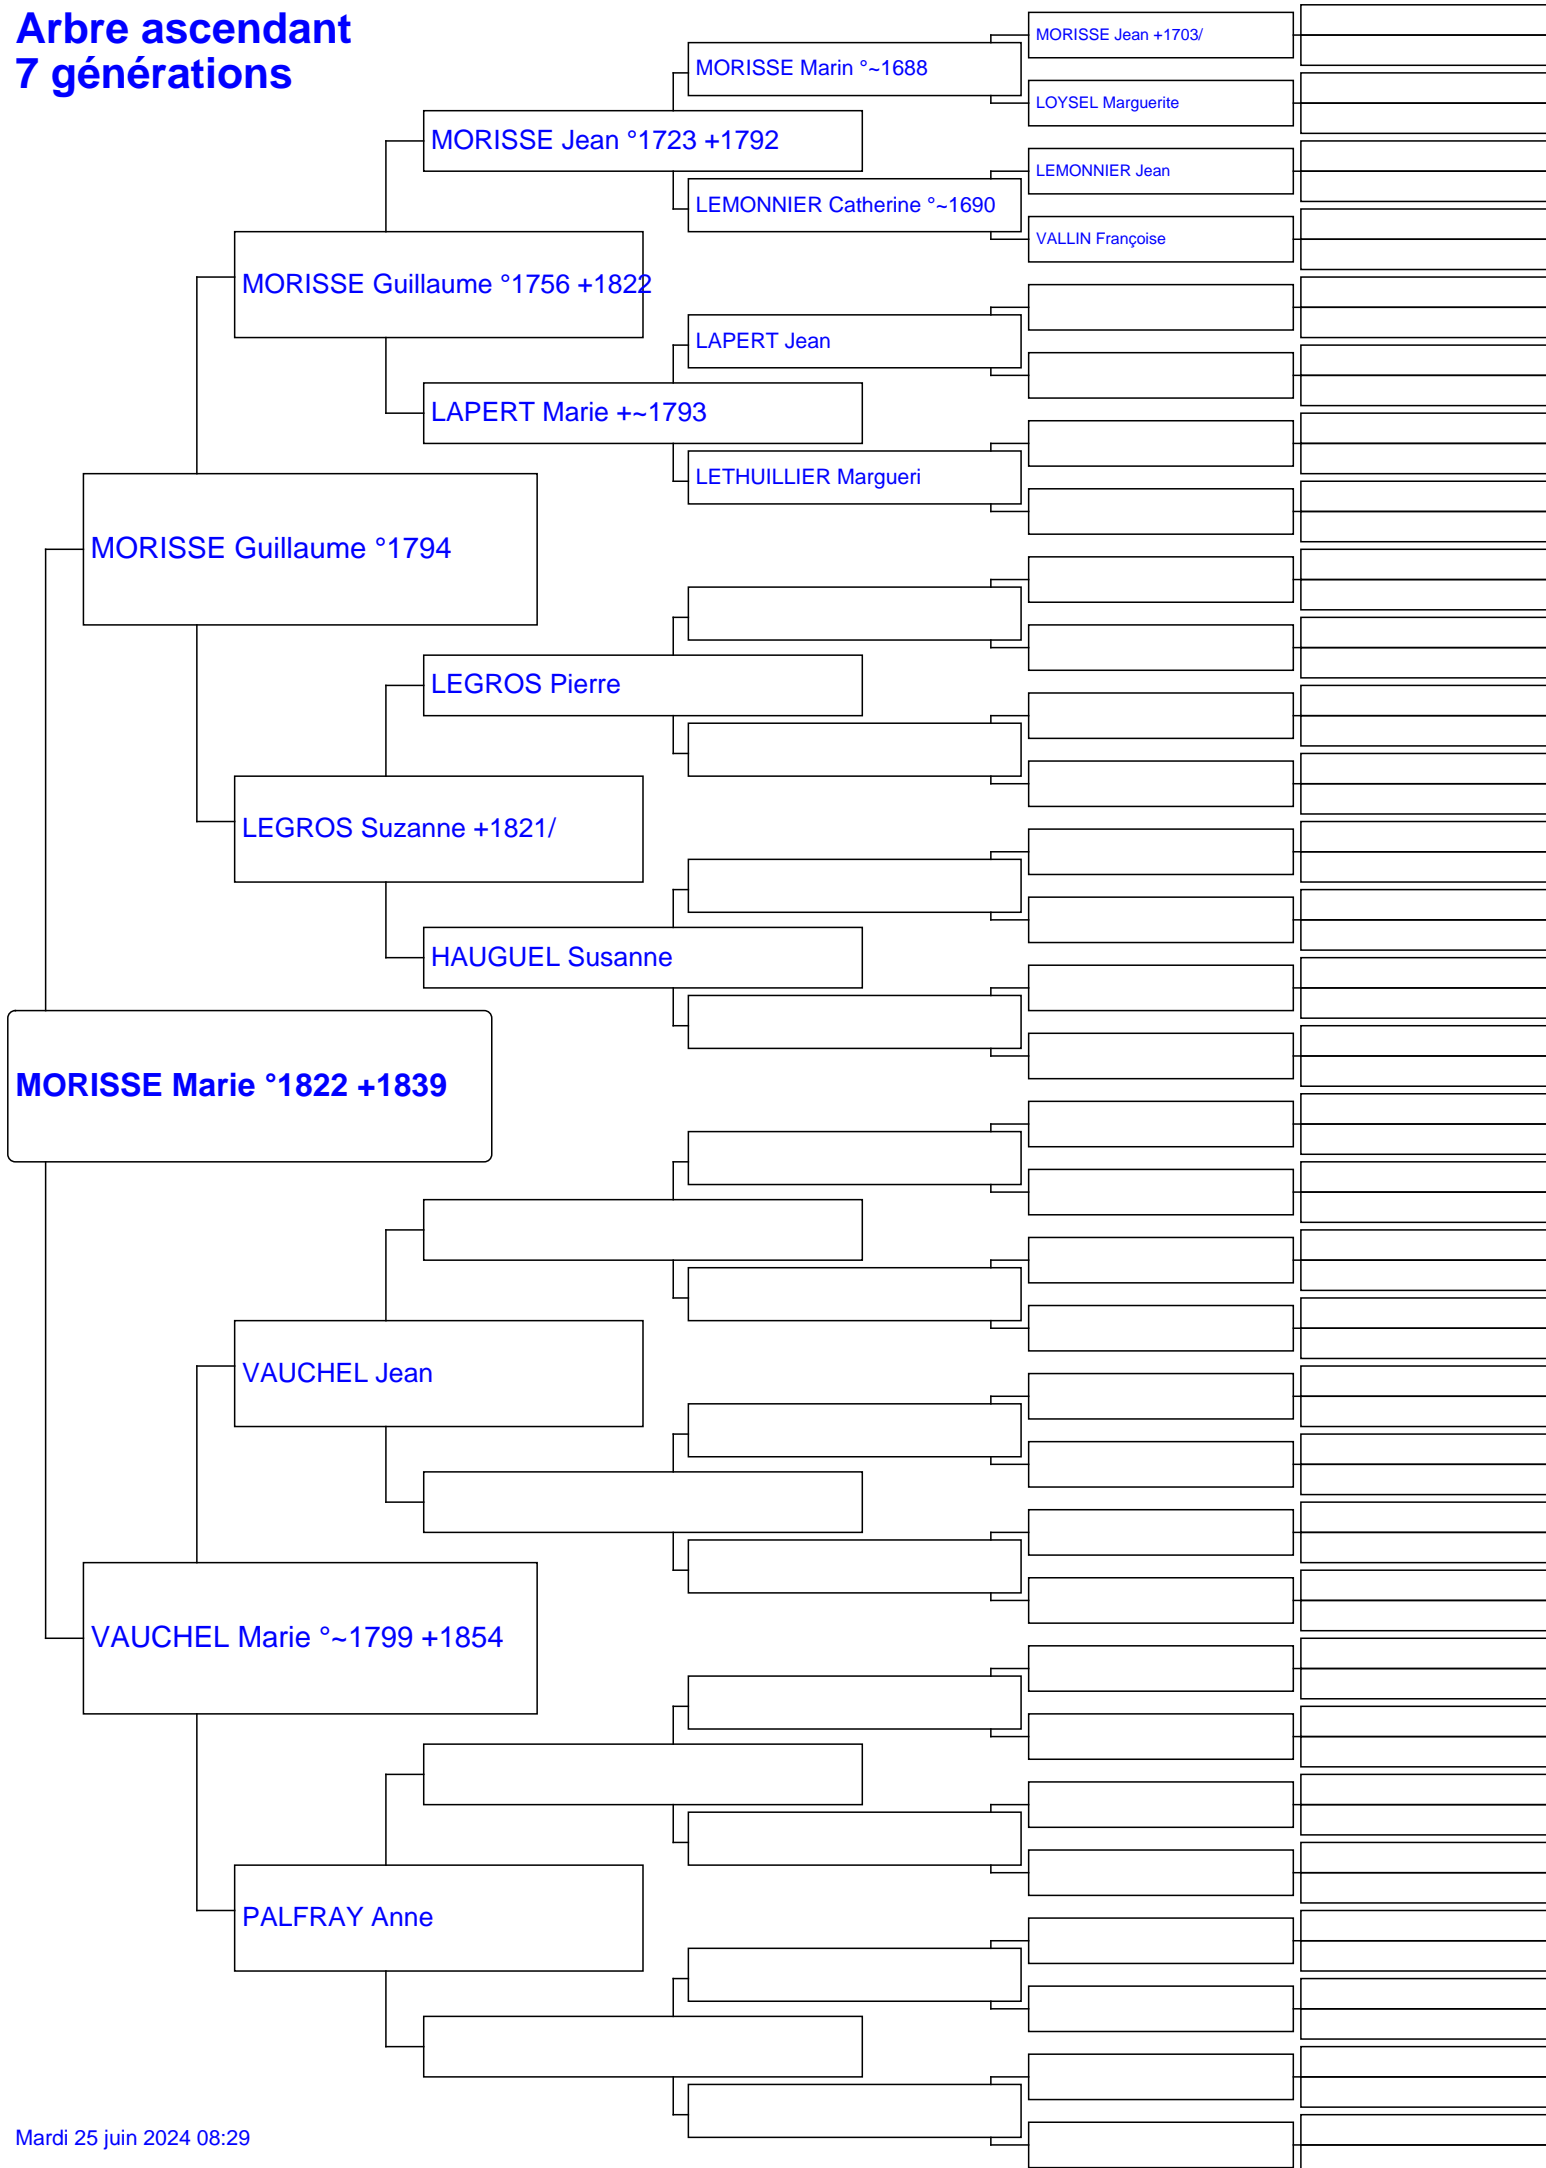 Arbre ascendant
7 générations
MORISSE Jean +1703/
MORISSE Marin °~1688
LOYSEL Marguerite
MORISSE Jean °1723 +1792
LEMONNIER Jean
LEMONNIER Catherine °~1690
VALLIN Françoise
MORISSE Guillaume °1756 +1822
LAPERT Jean
LAPERT Marie +~1793
LETHUILLIER Margueri
MORISSE Guillaume °1794
LEGROS Pierre
LEGROS Suzanne +1821/
HAUGUEL Susanne
MORISSE Marie °1822 +1839
VAUCHEL Jean
VAUCHEL Marie °~1799 +1854
PALFRAY Anne
Mardi 25 juin 2024 08:29